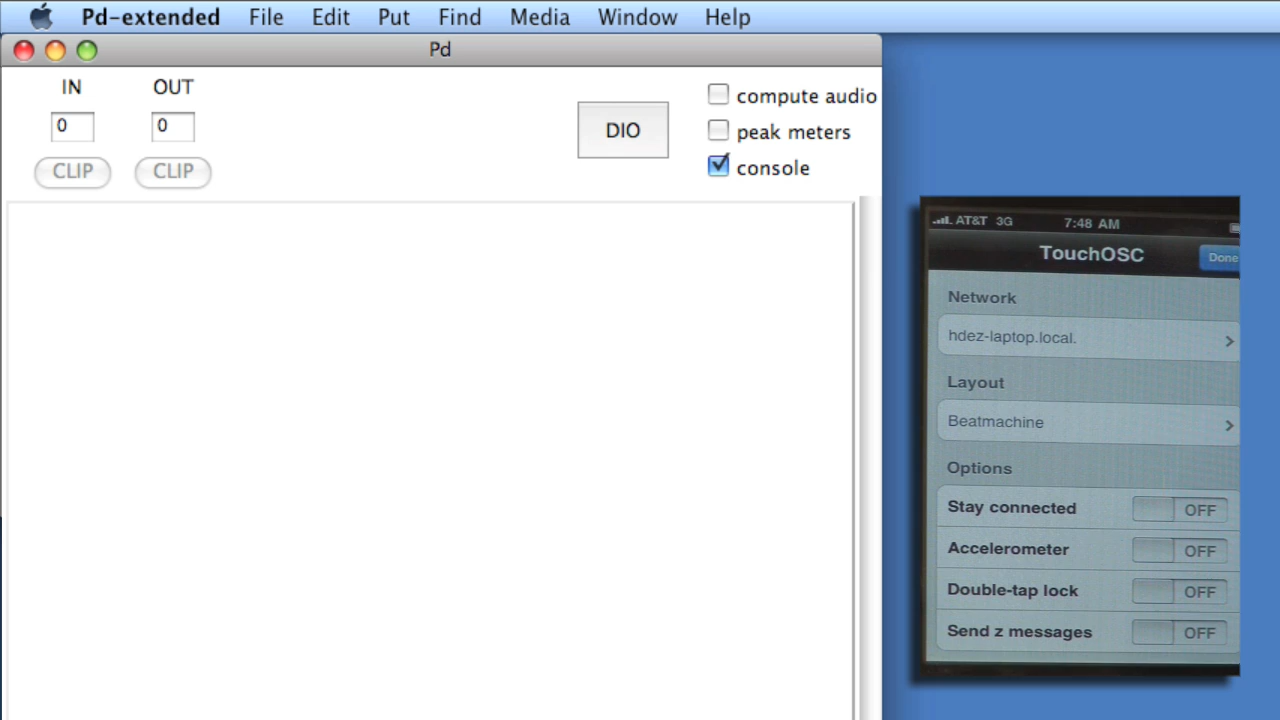 Pd-extended File Edit Put Find Media Window Help
Pd
IN OUT
0 0
CLIP CLIP
DIO
compute audio
peak meters
console
AT&T 3G 7:48 AM
TouchOSC Done
Network
hdez-laptop.local.
Layout
Beatmachine
Options
Stay connected OFF
Accelerometer OFF
Double-tap lock OFF
Send z messages OFF